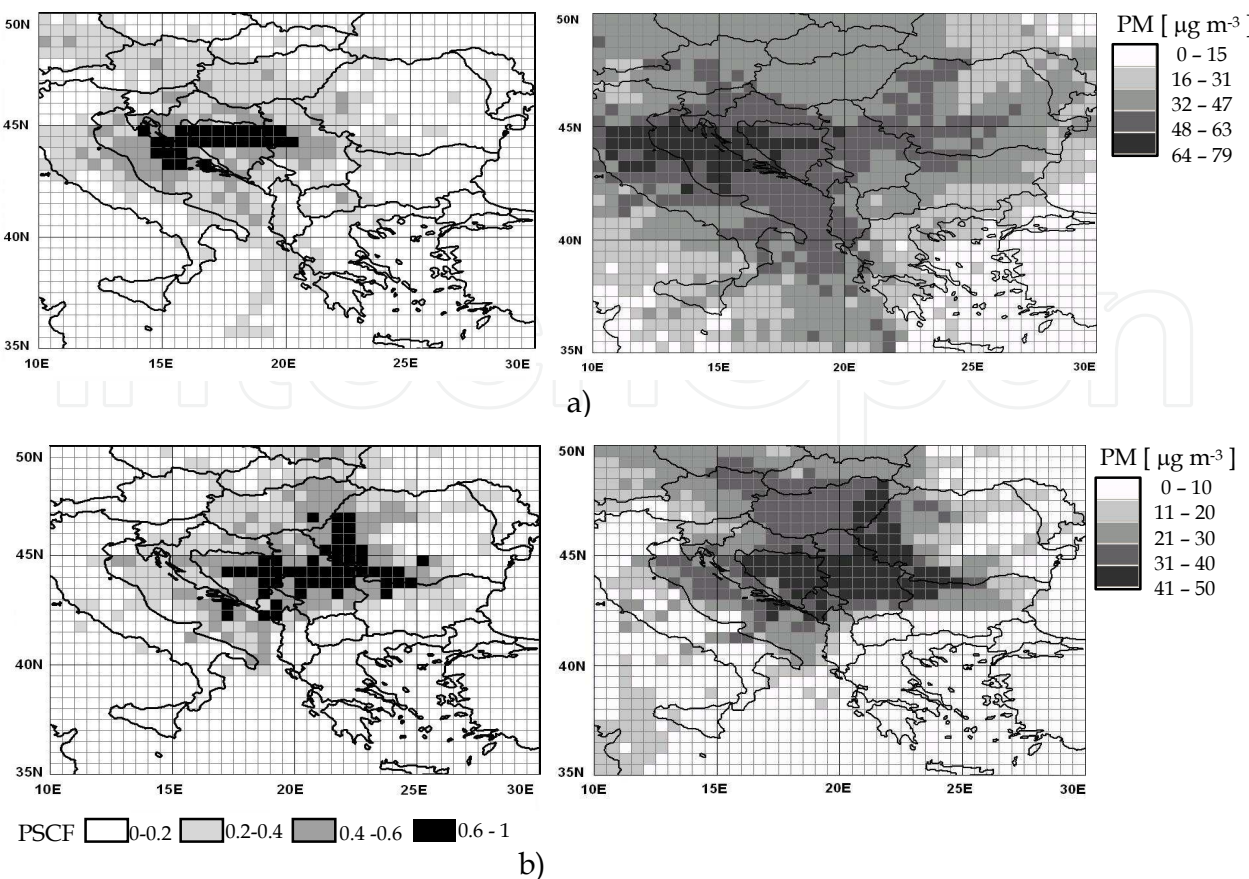 50N
45N
40N
35N
10E 15E 20E 25E 30E
50N
45N
40N
35N
10E 15E 20E 25E 30E
PM [ µg m-3 ]
0 – 15
16 – 31
32 – 47
48 – 63
64 – 79
intechopen
a)
50N
45N
40N
35N
10E 15E 20E 25E 30E
50N
45N
40N
35N
10E 15E 20E 25E 30E
PM [ µg m-3 ]
0 – 10
11 – 20
21 – 30
31 – 40
41 – 50
PSCF 0-0.2 0.2-0.4 0.4 -0.6 0.6 - 1
b)